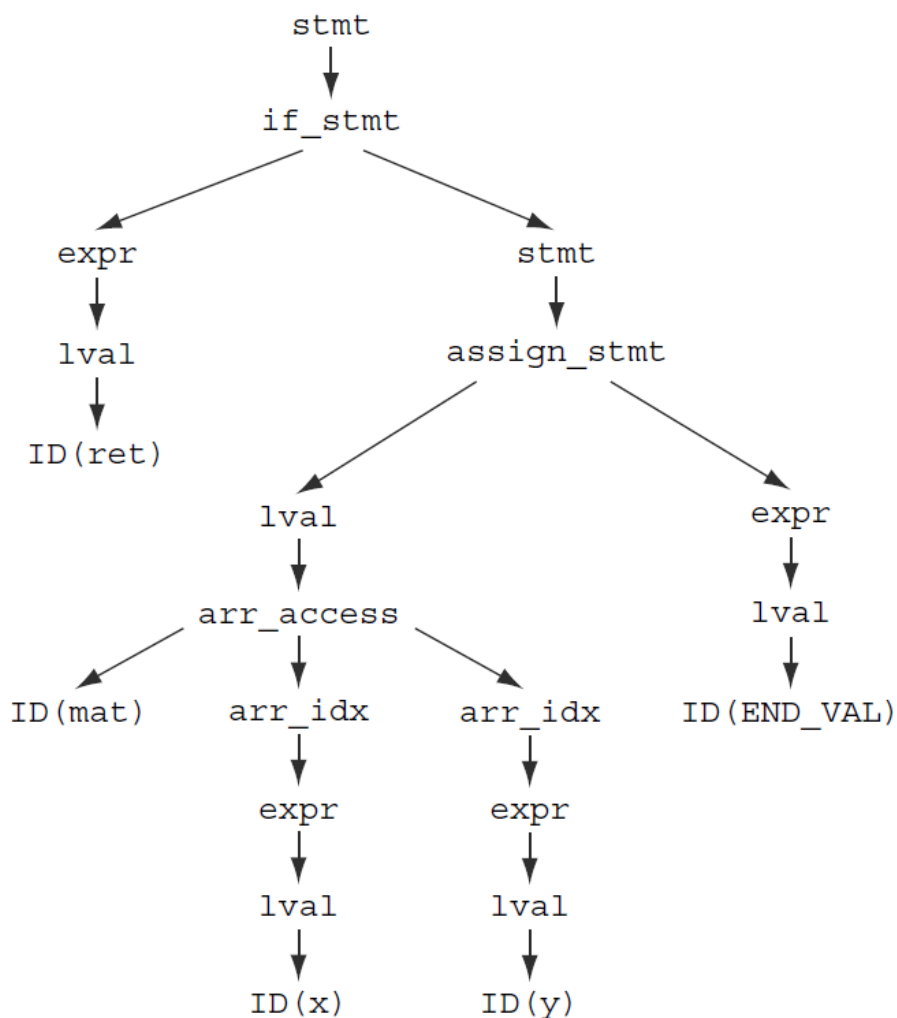 stmt
if_stmt
expr stmt
lval assign_stmt
ID(ret)
lval expr
arr_access lval
ID(mat) arr_idx arr_idx ID(END_VAL)
expr expr
lval lval
ID(x) ID(y)